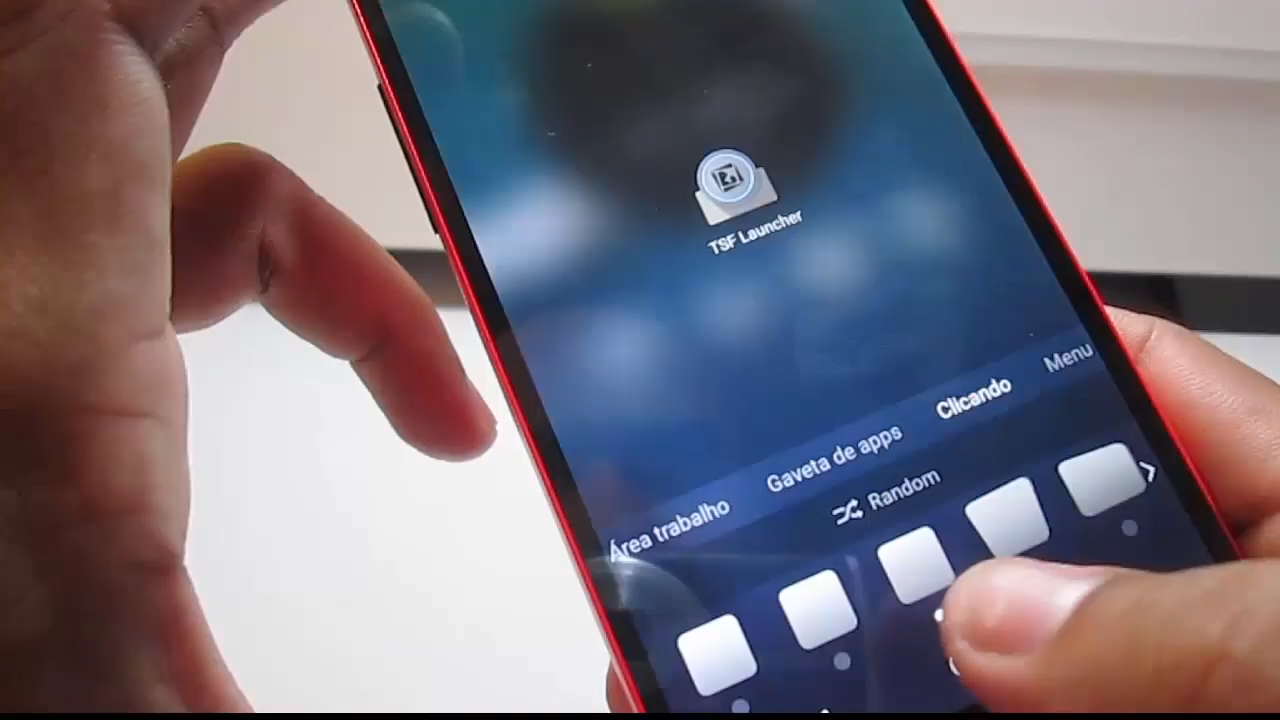 TSF Launcher
Área trabalho Gaveta de apps Clicando Menu
Random